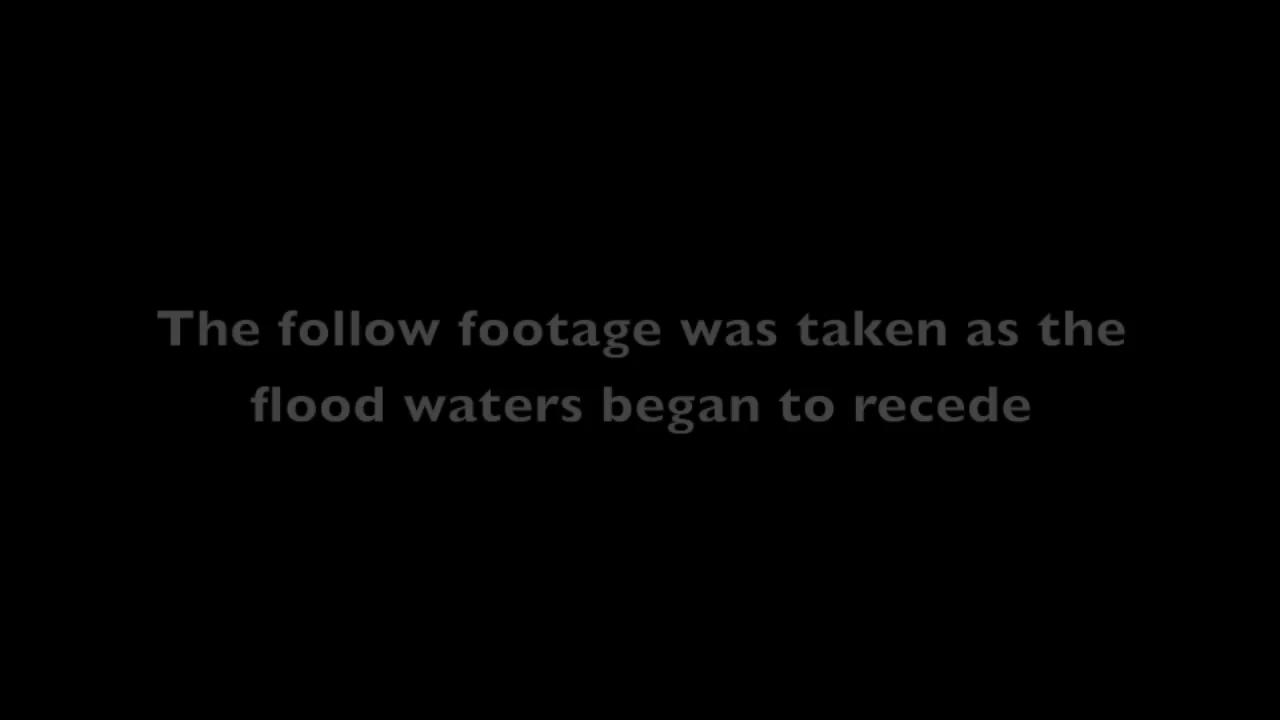 The follow footage was taken as the
flood waters began to recede